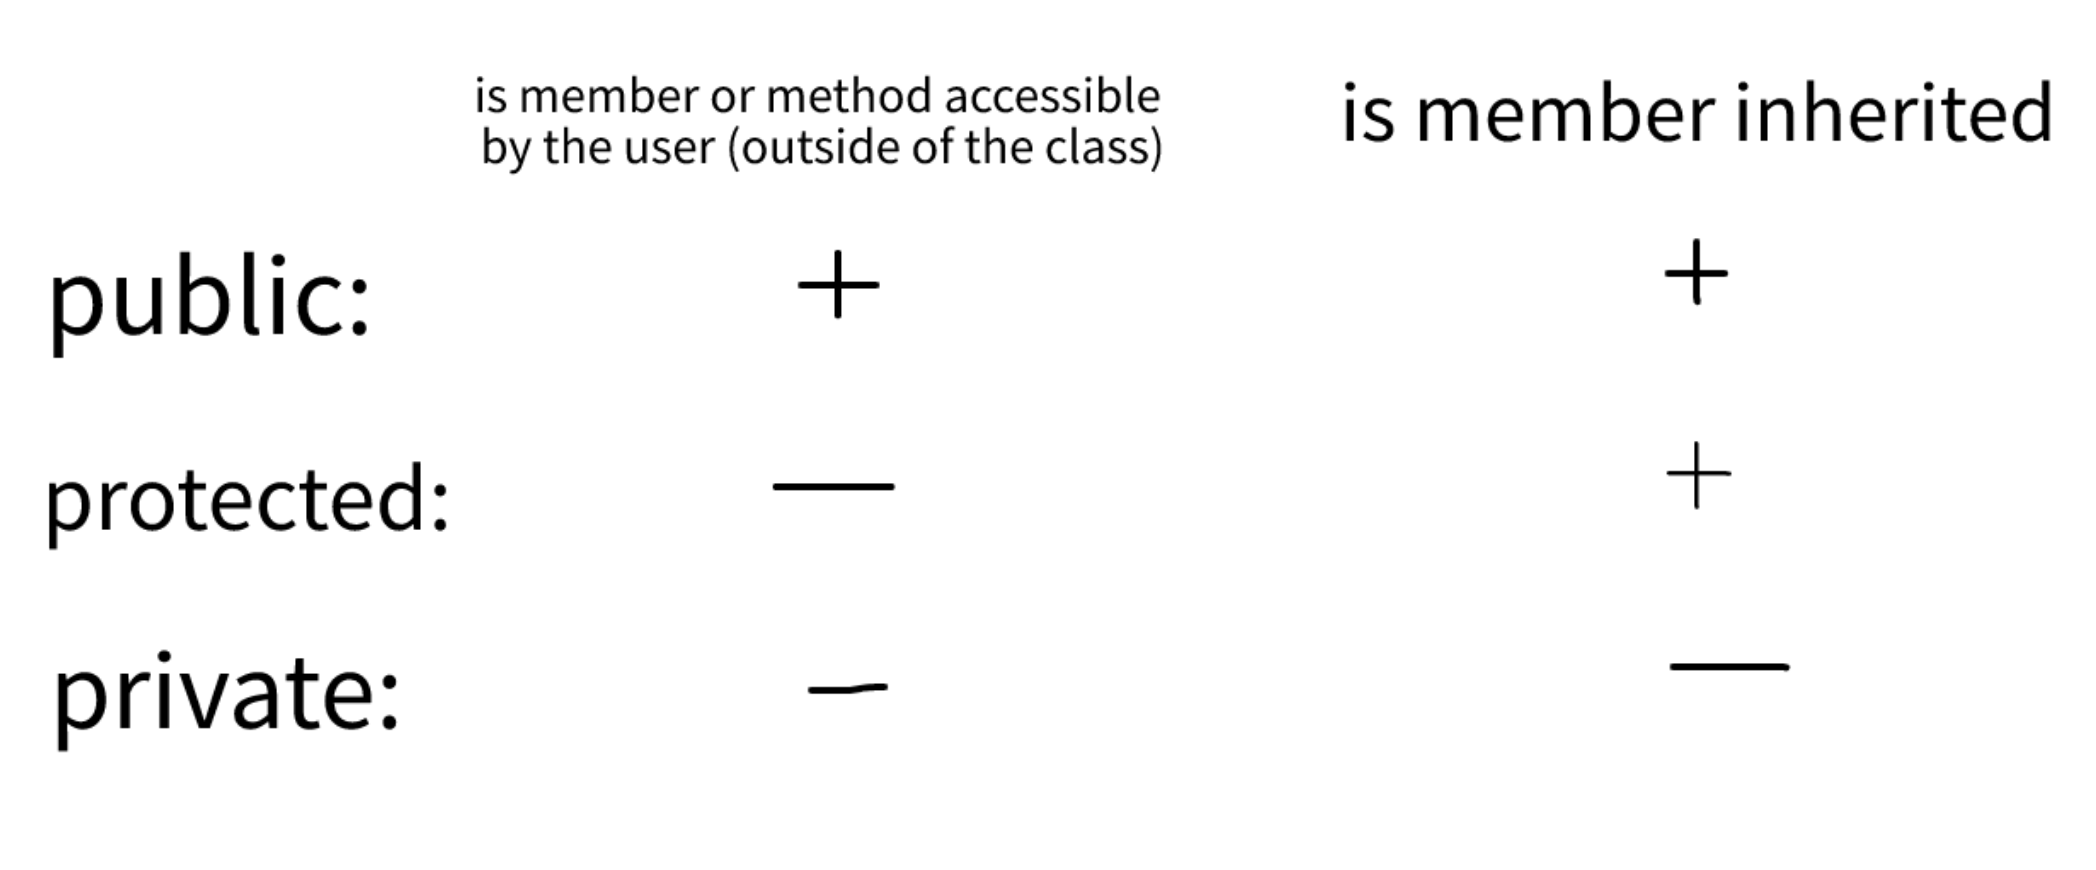 is member or method accessible
by the user (outside of the class)
is member inherited
public: + +
protected: — +
private: — —